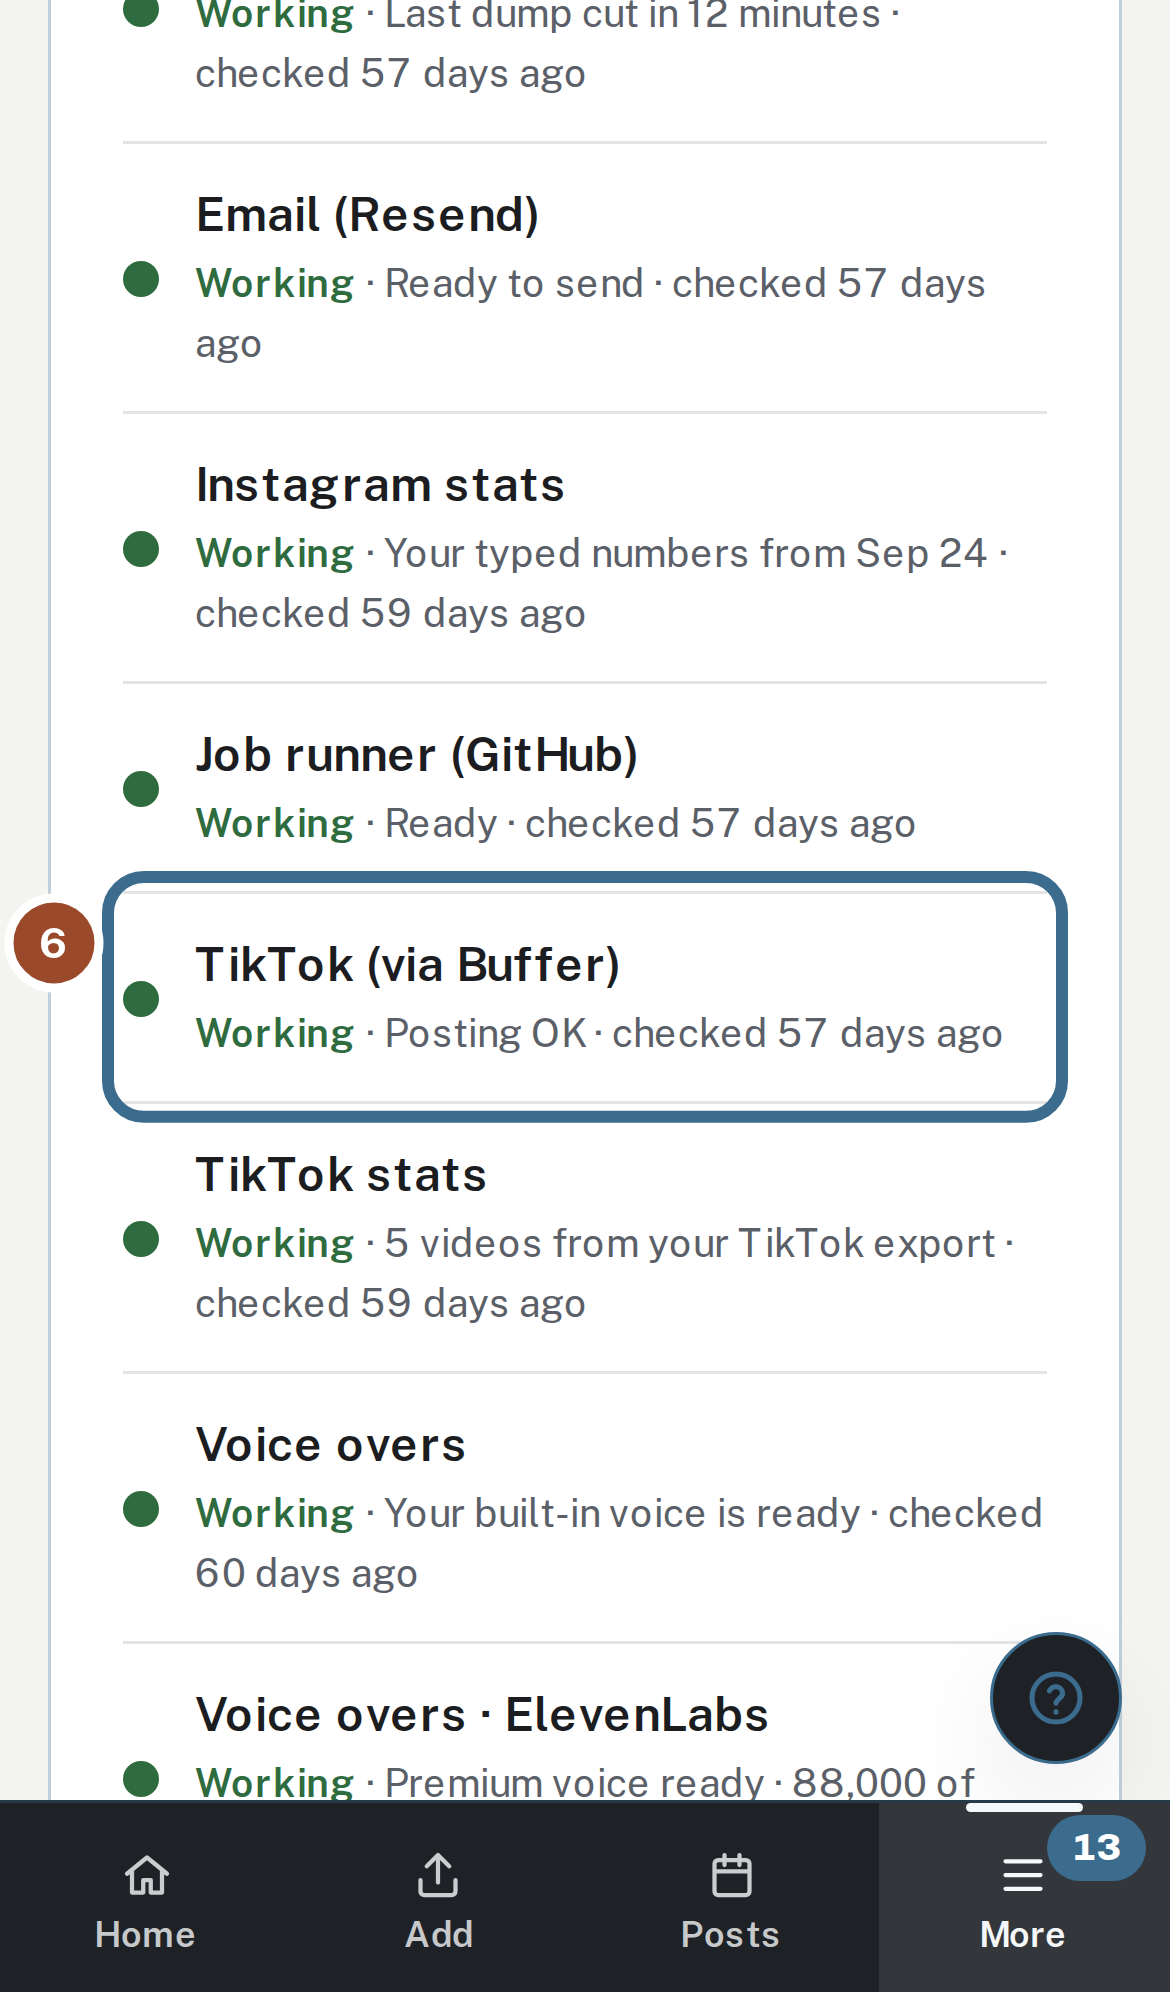 Working · Last dump cut in 12 minutes ·
checked 57 days ago
Email (Resend)
Working · Ready to send · checked 57 days
ago
Instagram stats
Working · Your typed numbers from Sep 24 ·
checked 59 days ago
Job runner (GitHub)
Working · Ready · checked 57 days ago
6
TikTok (via Buffer)
Working · Posting OK · checked 57 days ago
TikTok stats
Working · 5 videos from your TikTok export ·
checked 59 days ago
Voice overs
Working · Your built-in voice is ready · checked
60 days ago
Voice overs · ElevenLabs
Working · Premium voice ready · 88,000 of
13
Home
Add
Posts
More